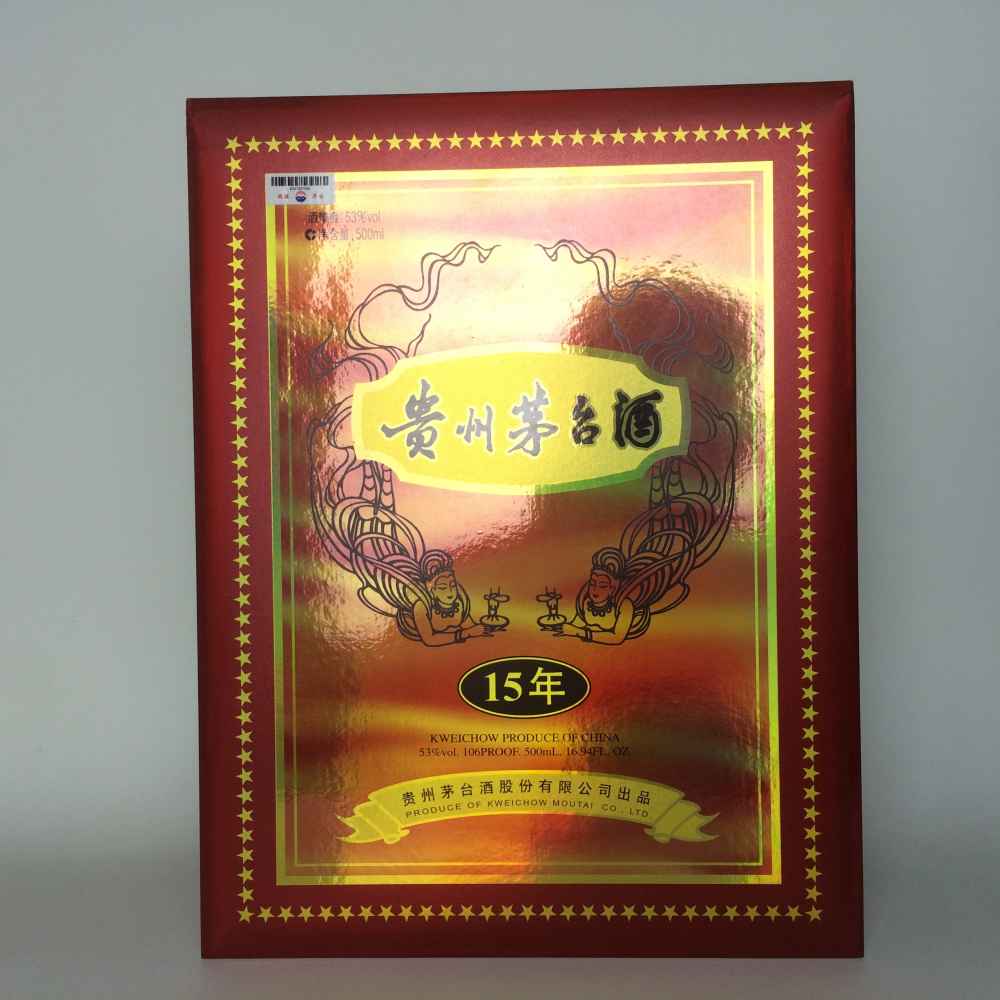 酒精度 53%vol
净含量 500ml
贵州茅台酒
15年
KWEICHOW PRODUCE OF CHINA
53%vol. 106PROOF. 500mL. 16.94FL. OZ
贵州茅台酒股份有限公司出品
PRODUCE OF KWEICHOW MOUTAI CO., LTD